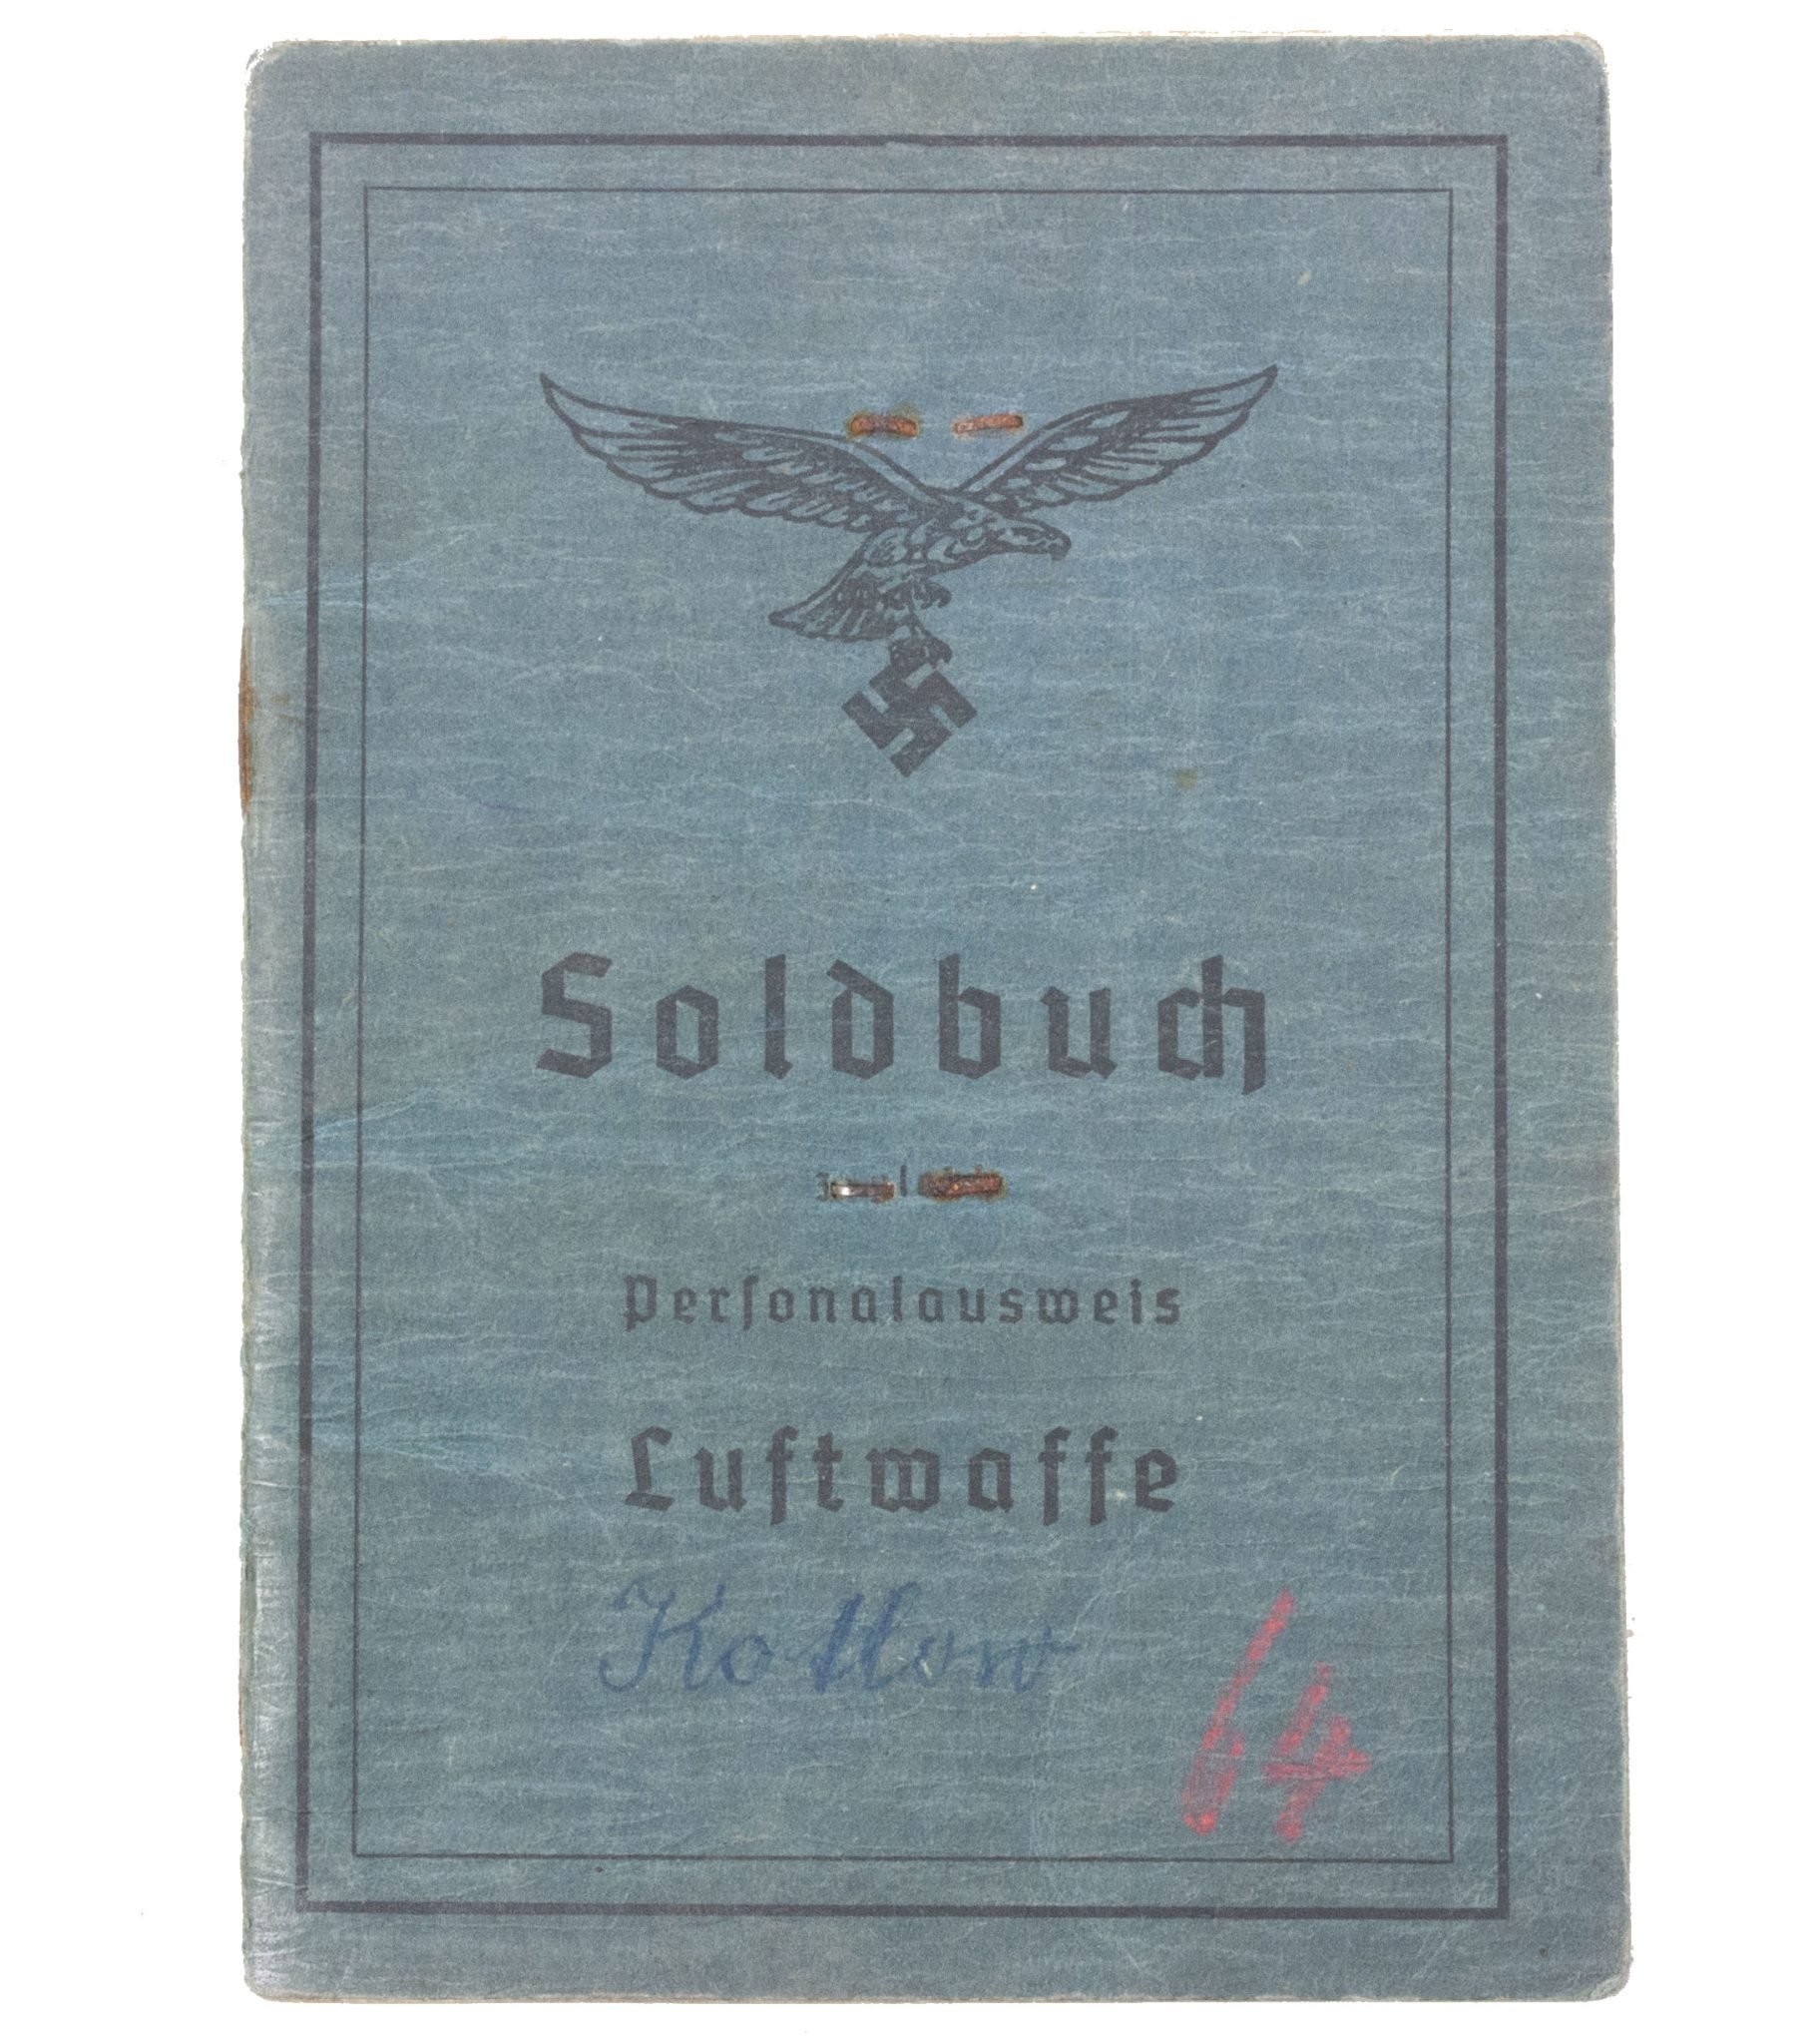 Soldbuch
Personalausweis
Luftwaffe
Kottow
64